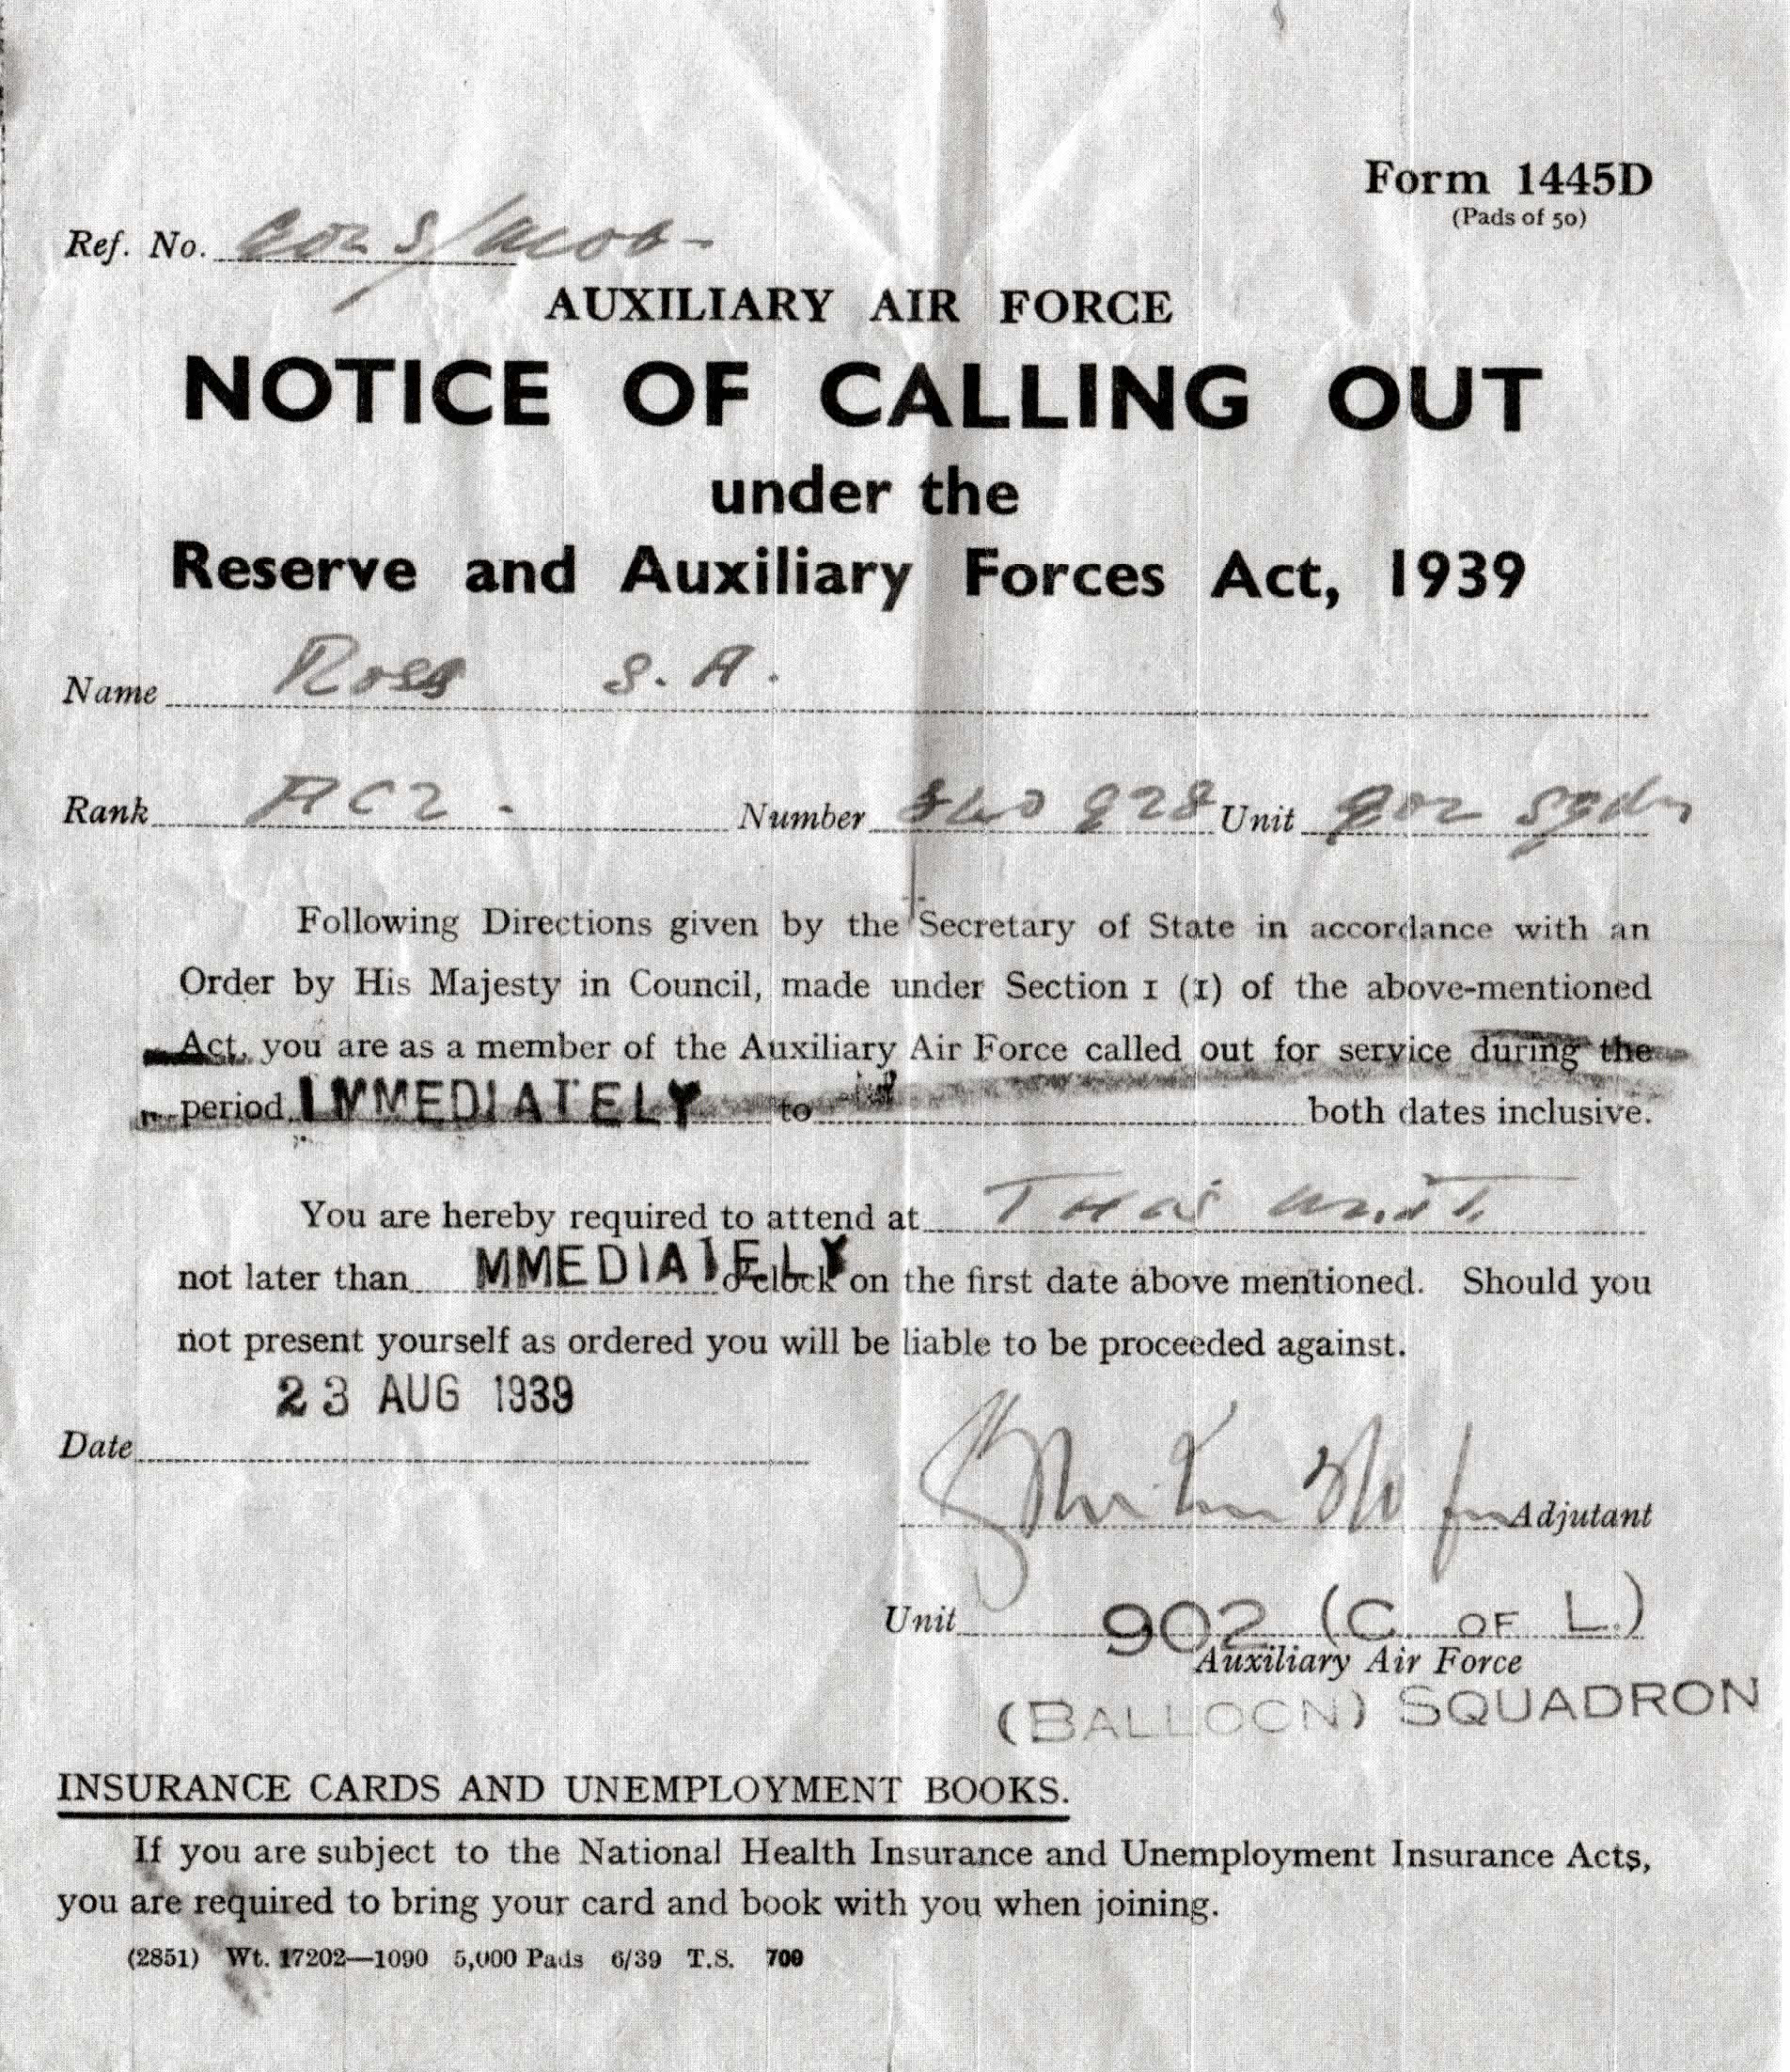 Form 1445D
(Pads of 50)
Ref. No. 902 S/
AUXILIARY AIR FORCE
NOTICE OF CALLING OUT
under the
Reserve and Auxiliary Forces Act, 1939
Name Ross S. A.
Rank AC2. Number 928 Unit 902 Sqdn
Following Directions given by the Secretary of State in accordance with an
Order by His Majesty in Council, made under Section 1 (1) of the above-mentioned
Act, you are as a member of the Auxiliary Air Force called out for service during the
period IMMEDIATELY to both dates inclusive.
You are hereby required to attend at This unit.
not later than MMEDIATELY o'clock on the first date above mentioned. Should you
not present yourself as ordered you will be liable to be proceeded against.
23 AUG 1939
Date
for Adjutant
Unit 902 (C. OF L.)
Auxiliary Air Force
(BALLOON) SQUADRON
INSURANCE CARDS AND UNEMPLOYMENT BOOKS.
If you are subject to the National Health Insurance and Unemployment Insurance Acts,
you are required to bring your card and book with you when joining.
(2851) Wt. 17202—1090 5,000 Pads 6/39 T.S. 700